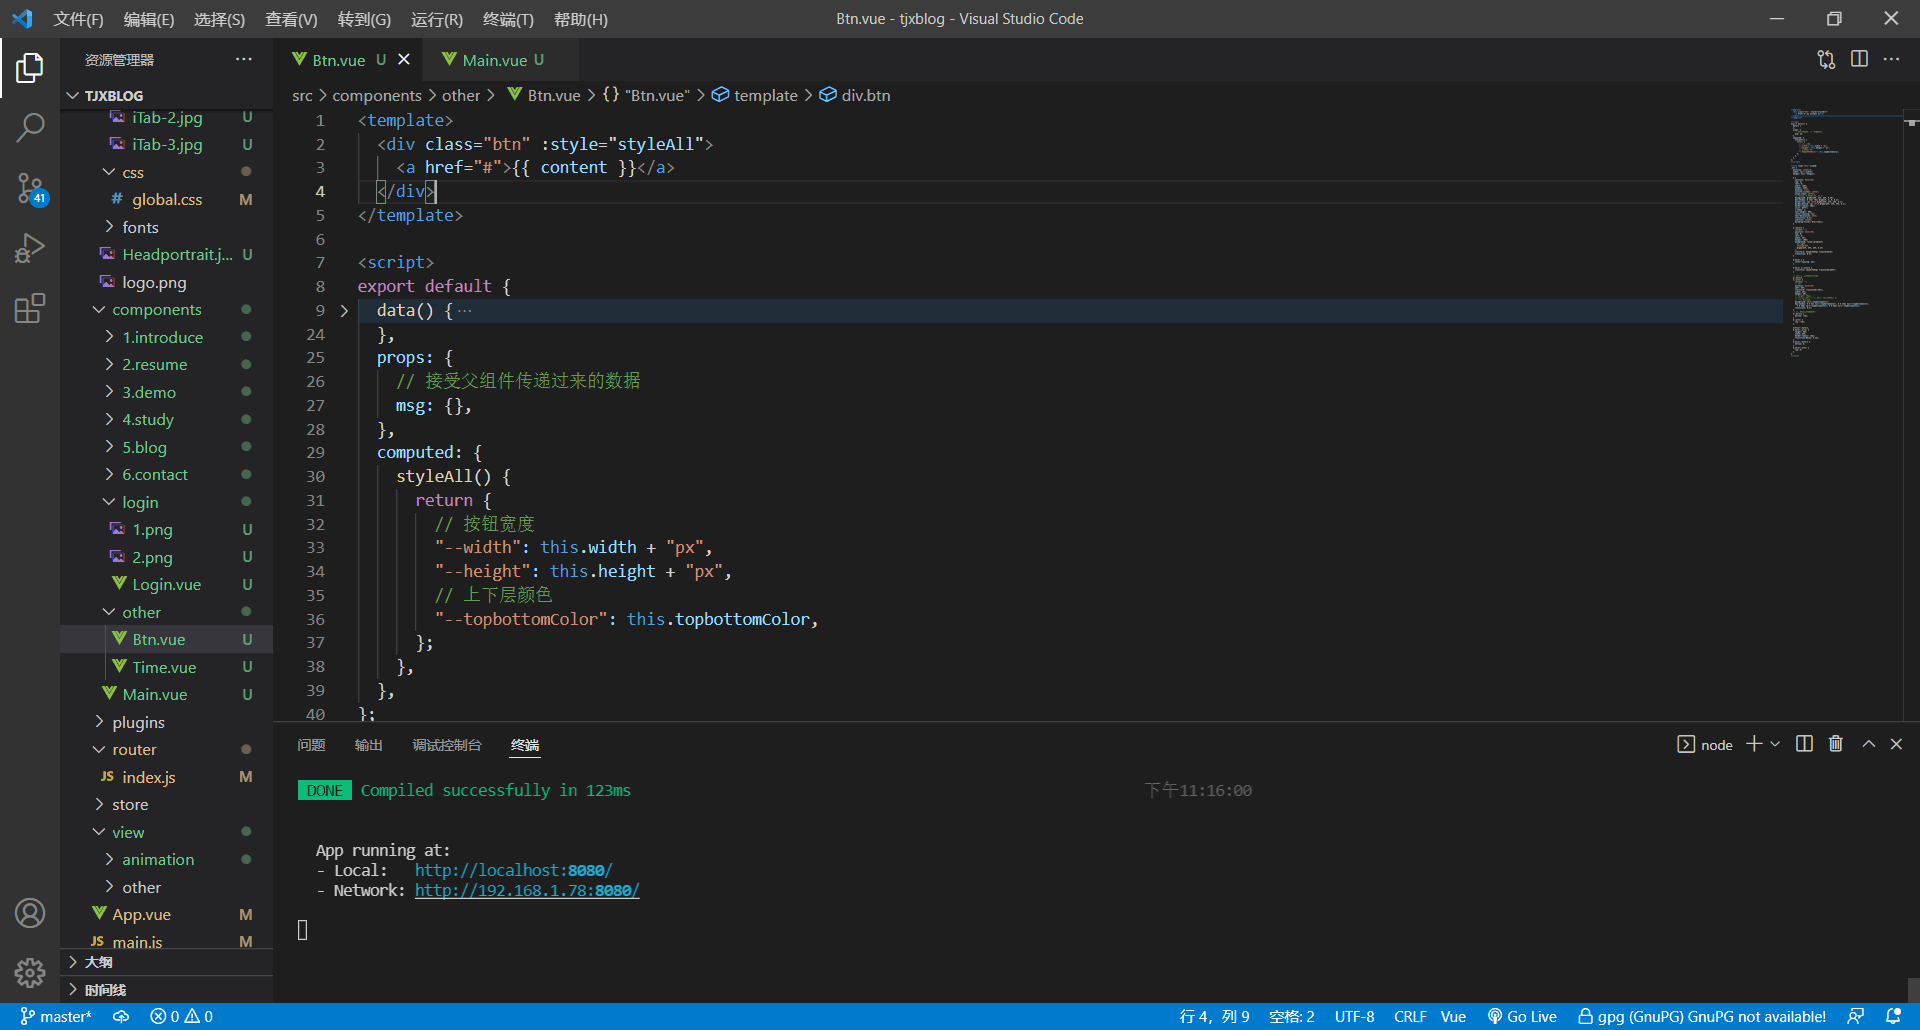 文件(F) 编辑(E) 选择(S) 查看(V) 转到(G) 运行(R) 终端(T) 帮助(H)
Btn.vue - tjxblog - Visual Studio Code
资源管理器
TJXBLOG
iTab-2.jpg U
iTab-3.jpg U
css
# global.css M
fonts
Headportrait.j... U
logo.png
components
1.introduce
2.resume
3.demo
4.study
5.blog
6.contact
login
1.png U
2.png U
Login.vue U
other
Btn.vue U
Time.vue U
Main.vue U
plugins
router
JS index.js M
store
view
animation
other
App.vue M
JS main.js M
大纲
时间线
41
Btn.vue U
Main.vue U
src > components > other > Btn.vue > {} "Btn.vue" > template > div.btn
1 <template>
2 <div class="btn" :style="styleAll">
3 <a href="#">{{ content }}</a>
4 </div>
5 </template>
6
7 <script>
8 export default {
9 data() { ···
24 },
25 props: {
26 // 接受父组件传递过来的数据
27 msg: {},
28 },
29 computed: {
30 styleAll() {
31 return {
32 // 按钮宽度
33 "--width": this.width + "px",
34 "--height": this.height + "px",
35 // 上下层颜色
36 "--topbottomColor": this.topbottomColor,
37 };
38 },
39 },
40 };
问题 输出 调试控制台 终端
node
DONE Compiled successfully in 123ms 下午11:16:00
App running at:
- Local: http://localhost:8080/
- Network: http://192.168.1.78:8080/
master* 0 0
行 4，列 9 空格: 2 UTF-8 CRLF Vue Go Live gpg (GnuPG) GnuPG not available!